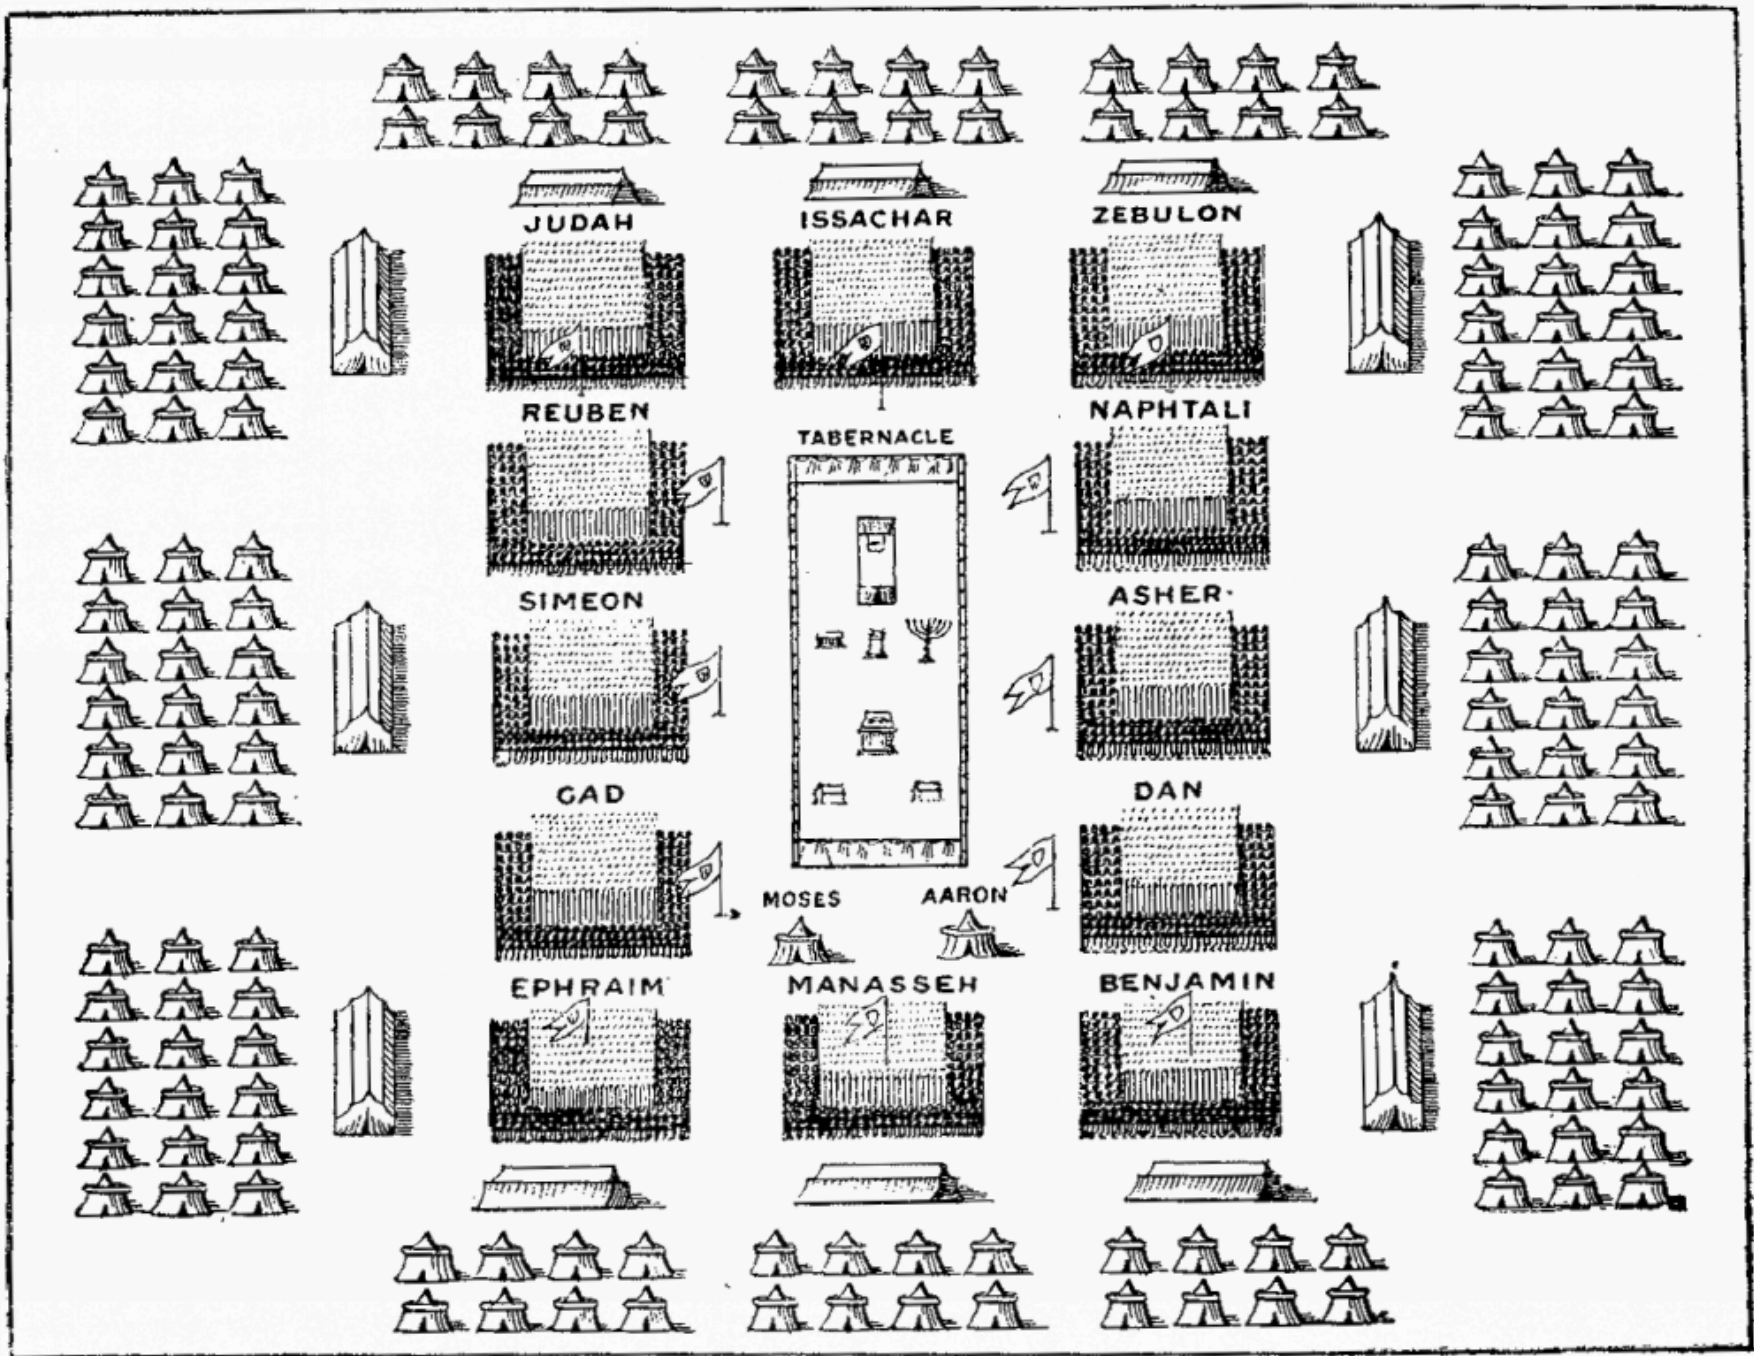 JUDAH
ISSACHAR
ZEBULON
REUBEN
TABERNACLE
NAPHTALI
SIMEON
ASHER
GAD
DAN
MOSES
AARON
EPHRAIM
MANASSEH
BENJAMIN